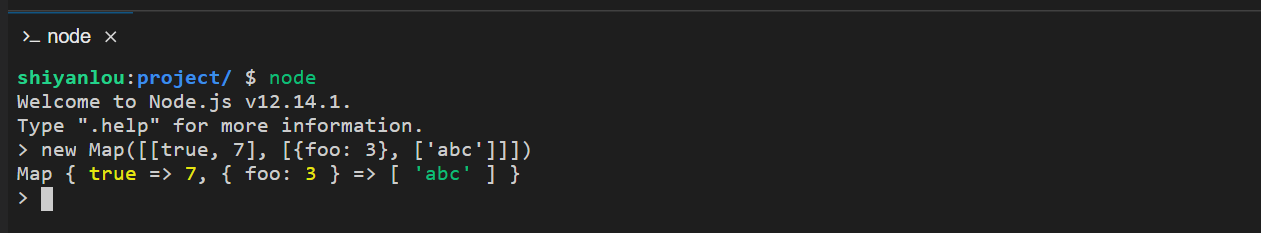 >_ node ×
shiyanlou:project/ $ node
Welcome to Node.js v12.14.1.
Type ".help" for more information.
> new Map([[true, 7], [{foo: 3}, ['abc']]])
Map { true => 7, { foo: 3 } => [ 'abc' ] }
>